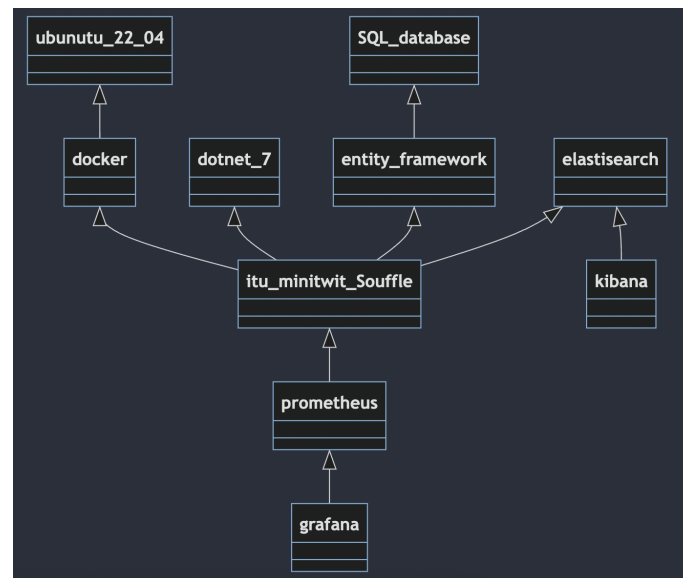 ubunutu_22_04
SQL_database
docker
dotnet_7
entity_framework
elastisearch
itu_minitwit_Souffle
kibana
prometheus
grafana